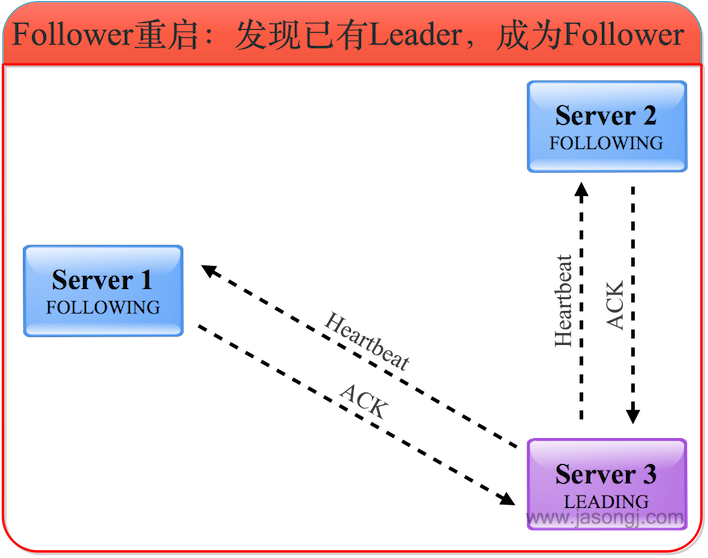 Follower重启：发现已有Leader，成为Follower
Server 2
FOLLOWING
Server 1
FOLLOWING
Heartbeat
ACK
Heartbeat
ACK
Server 3
LEADING
www.jasongj.com